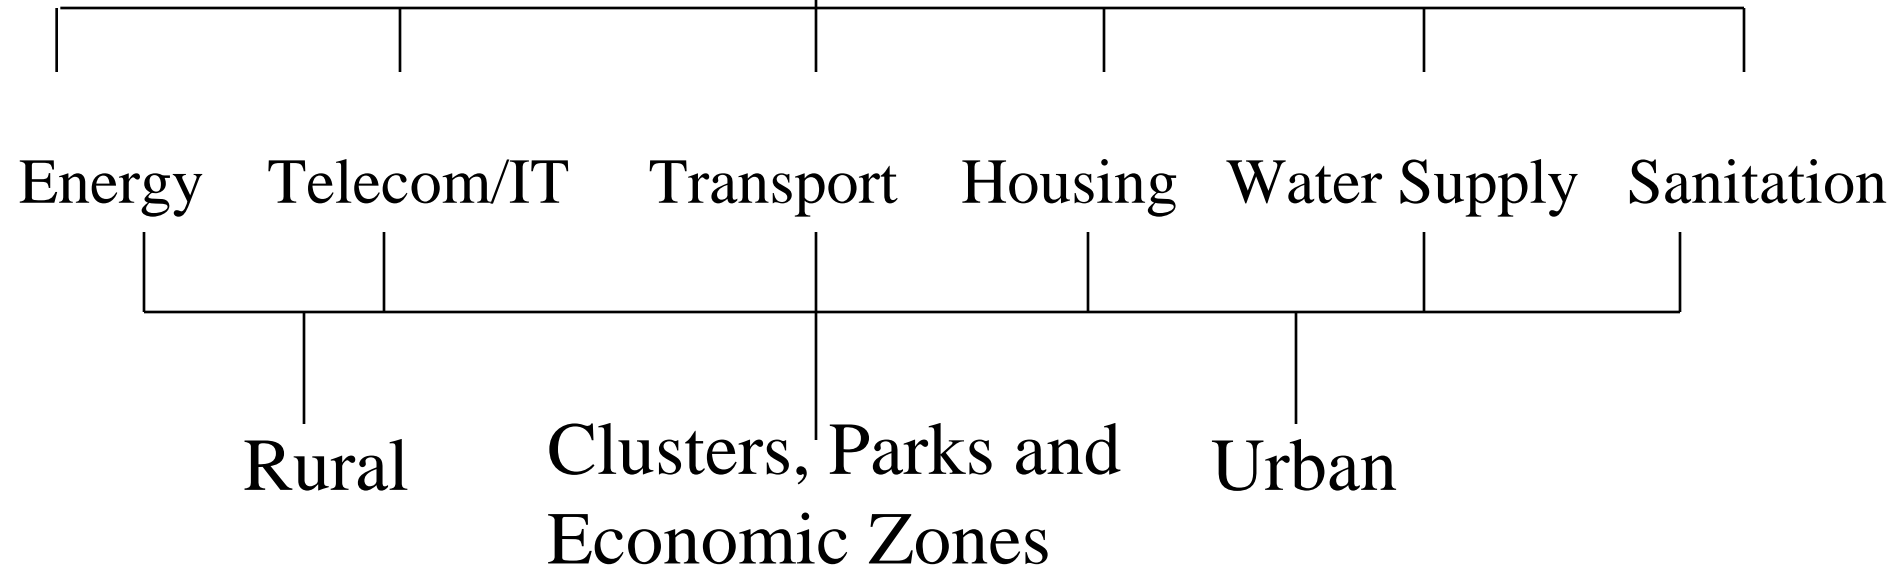 Energy Telecom/IT Transport Housing Water Supply Sanitation
Rural Clusters, Parks and Urban
Economic Zones